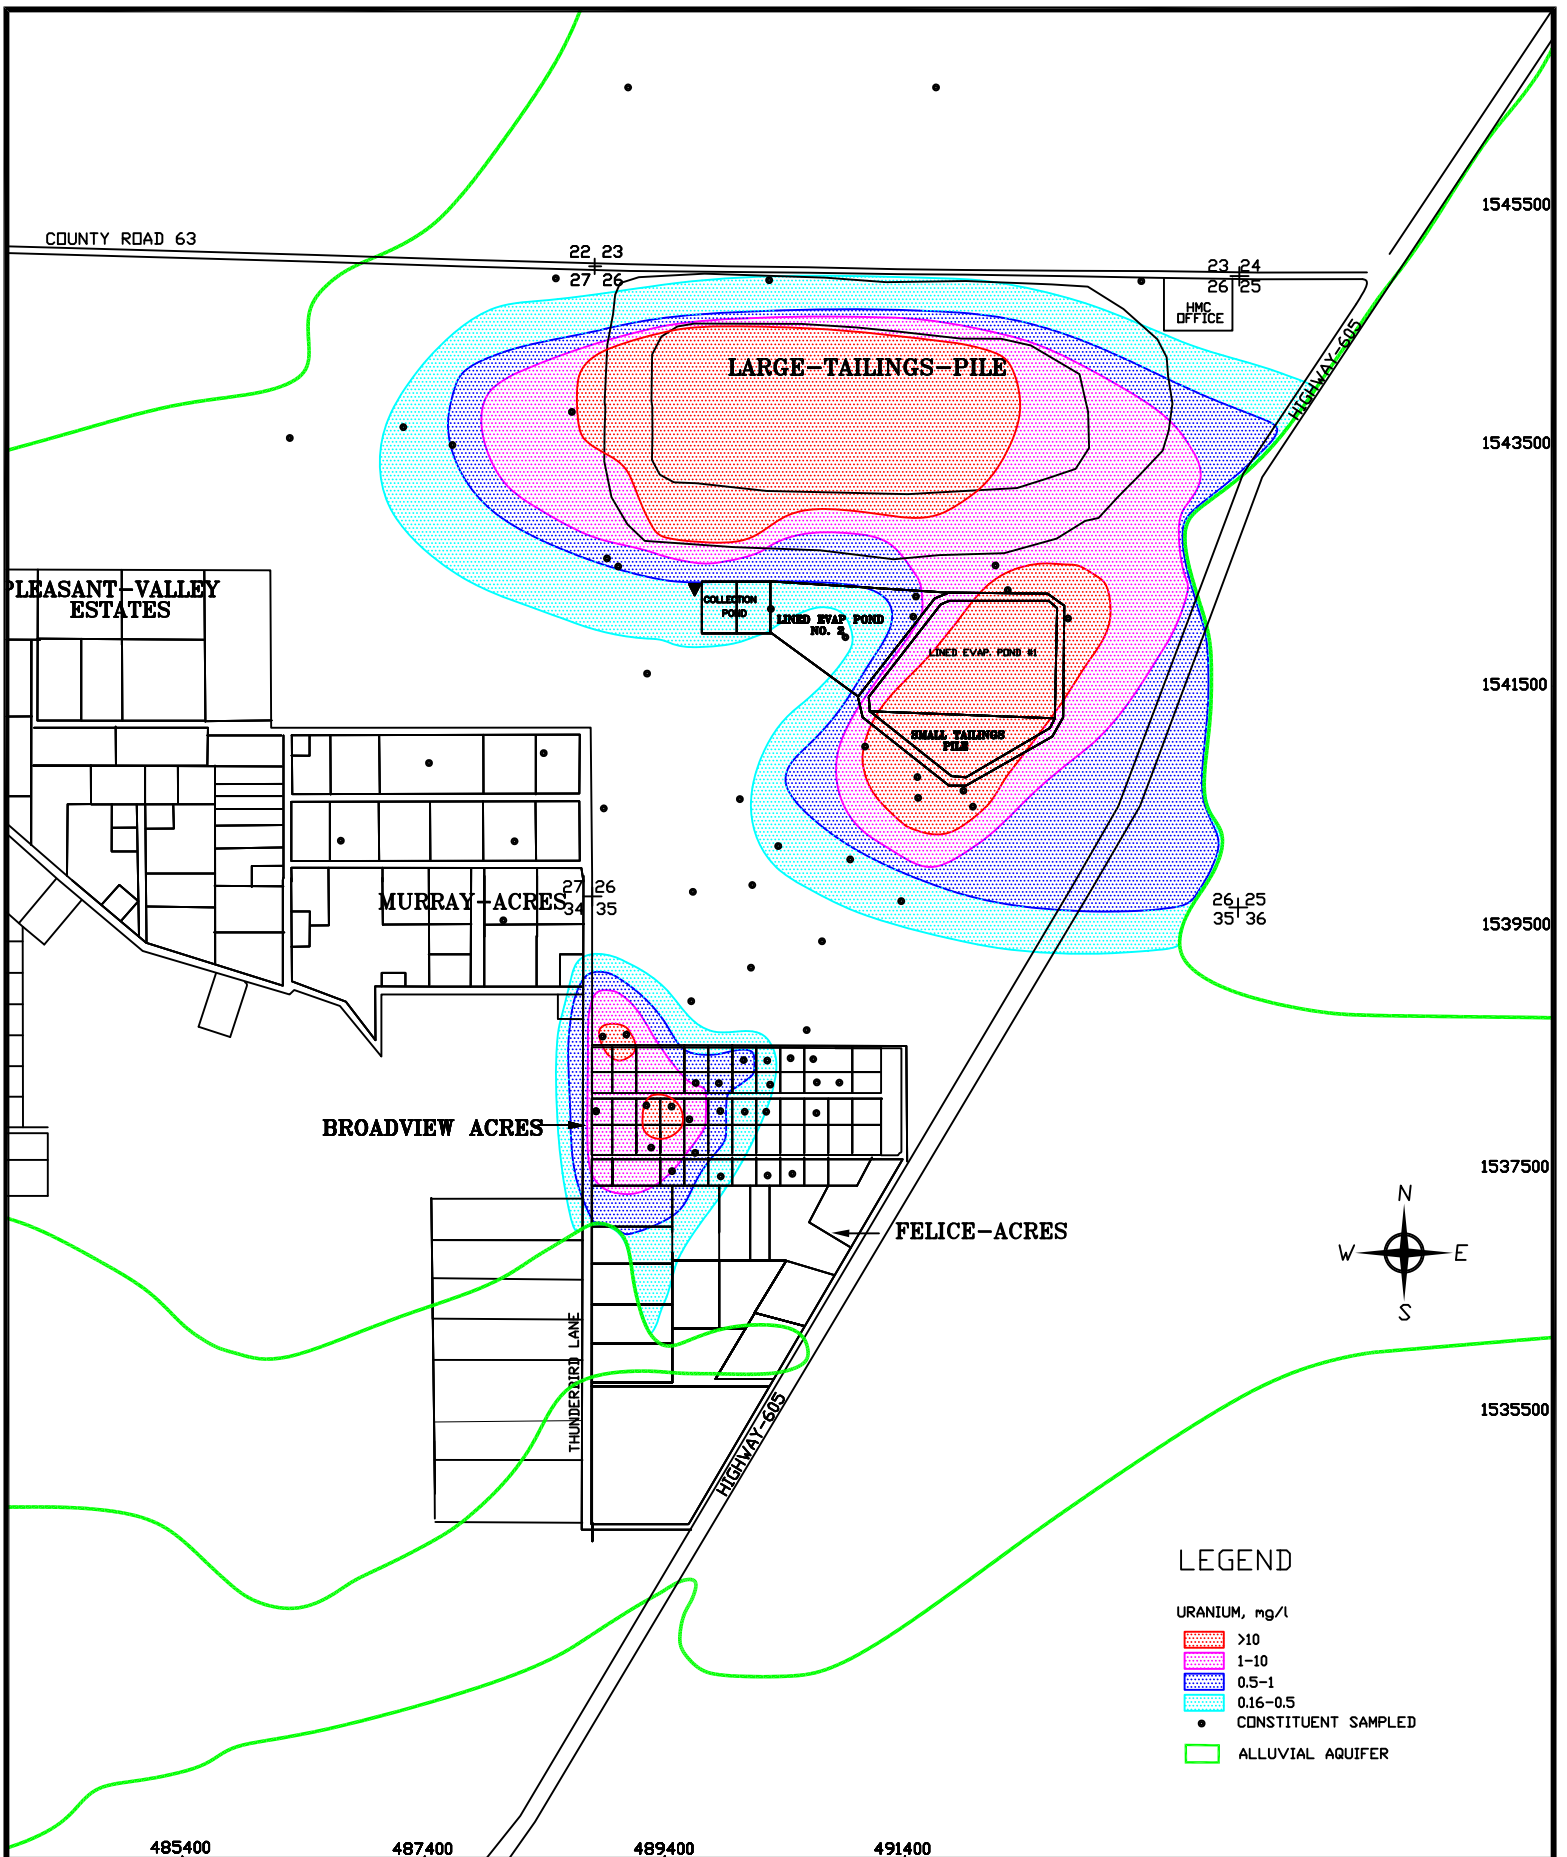 1545500
COUNTY ROAD 63
22 23
27 26
23 24
26 25
HMC
OFFICE
HIGHWAY-605
LARGE-TAILINGS-PILE
1543500
PLEASANT-VALLEY
ESTATES
COLLECTION
POND
LINED EVAP POND
NO. 2
LINED EVAP. POND #1
1541500
SMALL TAILINGS
PILE
MURRAY-ACRES
27 26
34 35
26 25
35 36
1539500
BROADVIEW ACRES
1537500
FELICE-ACRES
N
W E
S
THUNDERBIRD LANE
HIGHWAY-605
1535500
LEGEND
URANIUM, mg/l
>10
1-10
0.5-1
0.16-0.5
CONSTITUENT SAMPLED
ALLUVIAL AQUIFER
485400 487400 489400 491400